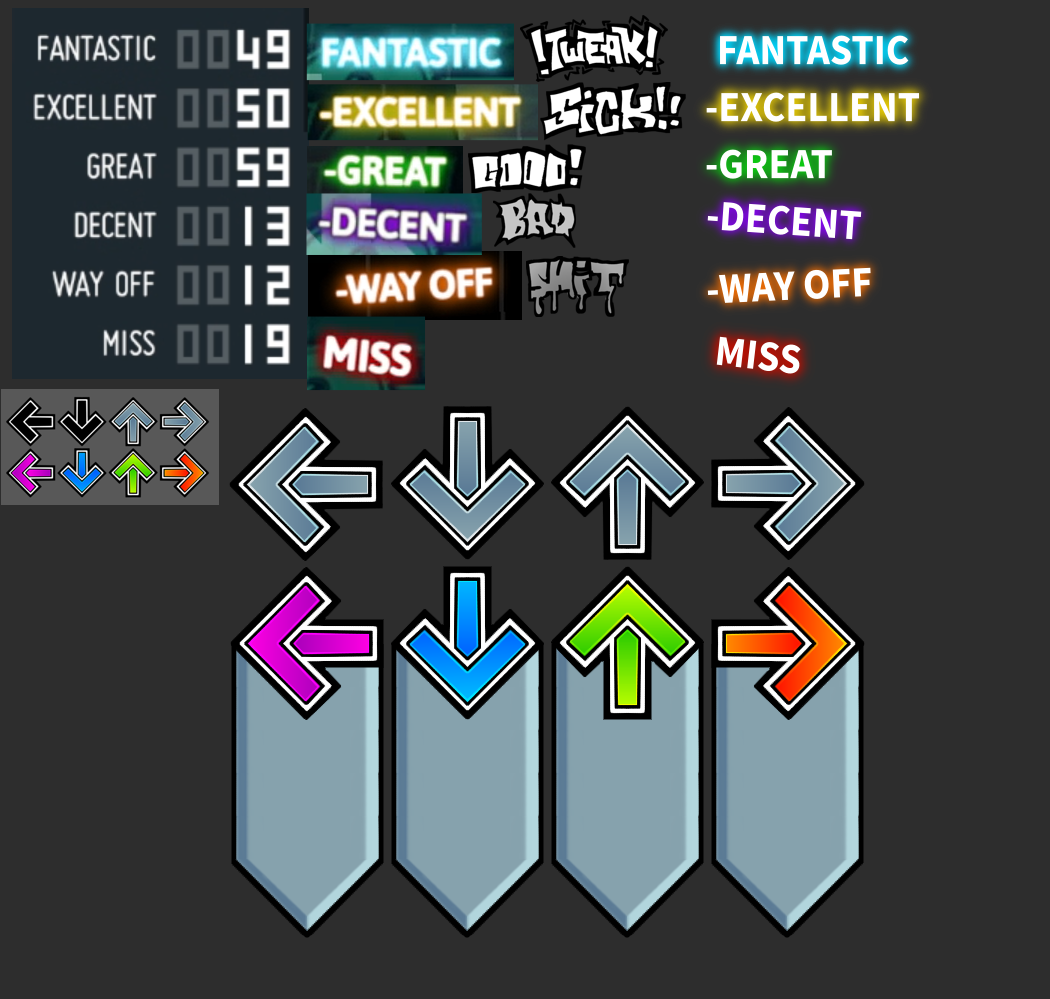 FANTASTIC 0049 FANTASTIC !TWEAK! FANTASTIC
EXCELLENT 0050 -EXCELLENT SiCK!! -EXCELLENT
GREAT 0059 -GREAT GOOD! -GREAT
DECENT 0013 -DECENT BAD -DECENT
WAY OFF 0012 -WAY OFF SHiT -WAY OFF
MISS 0019 MISS MISS